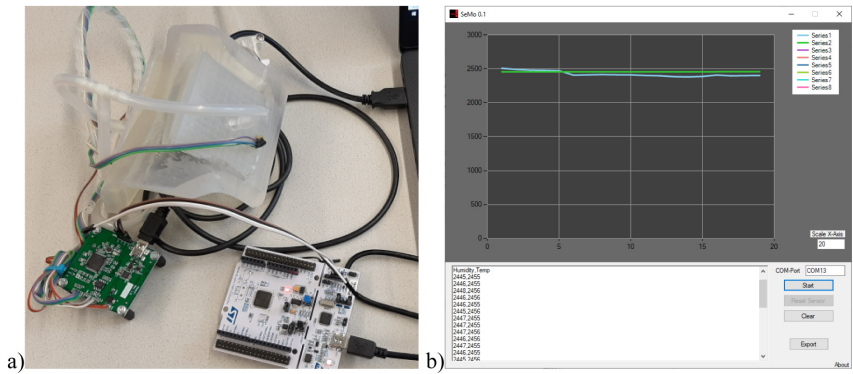 a)
ST
b)
SeMo 0.1
3000
2500
2000
1500
1000
500
0
0
5
10
15
20
Series1
Series2
Series3
Series4
Series5
Series6
Series7
Series8
Scale X-Axis
20
Humidity,Temp
2445,2455
2446,2455
2448,2456
2446,2456
2446,2455
2446,2456
2447,2455
2447,2455
2447,2456
2446,2456
2447,2455
2446,2455
2445,2456
COM-Port COM13
Start
Reset Sensor
Clear
Export
About